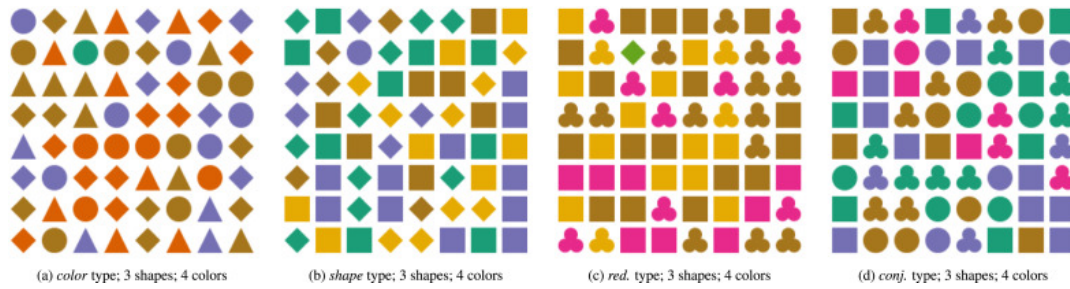 (a) color type; 3 shapes; 4 colors
(b) shape type; 3 shapes; 4 colors
(c) red. type; 3 shapes; 4 colors
(d) conj. type; 3 shapes; 4 colors